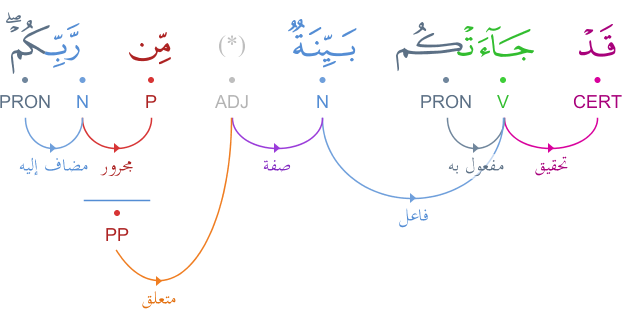 قَدْ جَآءَتْكُم بَيِّنَةٌ (*) مِّن رَّبِّكُمْ ۖ
CERT V PRON N ADJ P N PRON
تحقيق مفعول به صفة مجرور مضاف إليه
فاعل
PP
متعلق